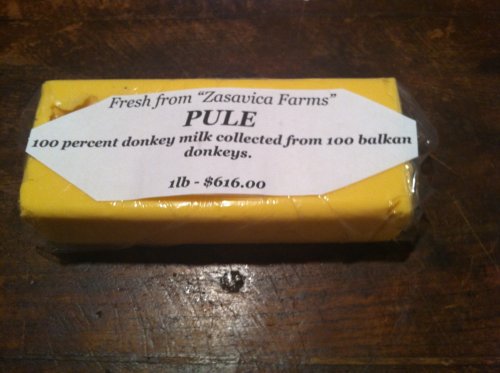 Fresh from "Zasavica Farms"
PULE
100 percent donkey milk collected from 100 balkan
donkeys.
1lb - $616.00